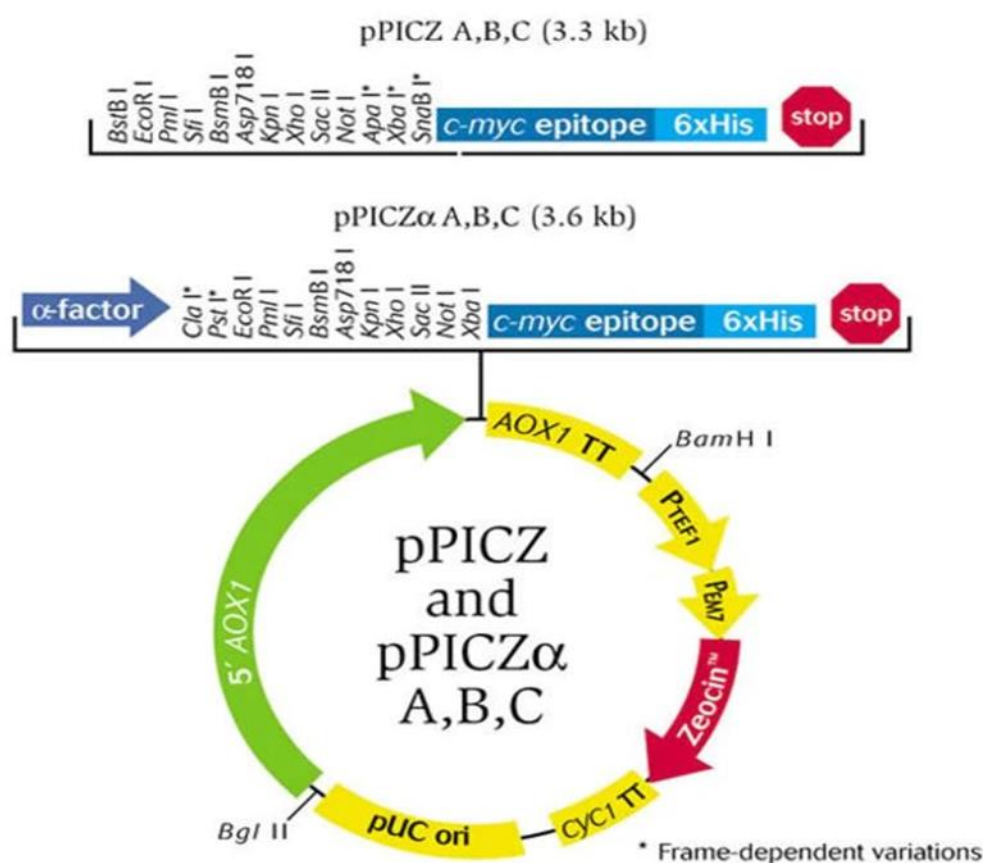 pPICZ A,B,C (3.3 kb)
BstB I
EcoR I
Pml I
Sfi I
BsmB I
Asp718 I
Kpn I
Xho I
Sac II
Not I
Apa I*
Xba I*
SnaB I*
c-myc epitope
6xHis
stop
pPICZα A,B,C (3.6 kb)
α-factor
Cla I*
Pst I*
EcoR I
Pml I
Sfi I
BsmB I
Asp718 I
Kpn I
Xho I
Sac II
Not I
Xba I
c-myc epitope
6xHis
stop
AOX1 TT
BamH I
PTEF1
PEM7
Zeocin™
CYC1 TT
pUC ori
Bgl II
5´ AOX1
pPICZ
and
pPICZα
A,B,C
* Frame-dependent variations